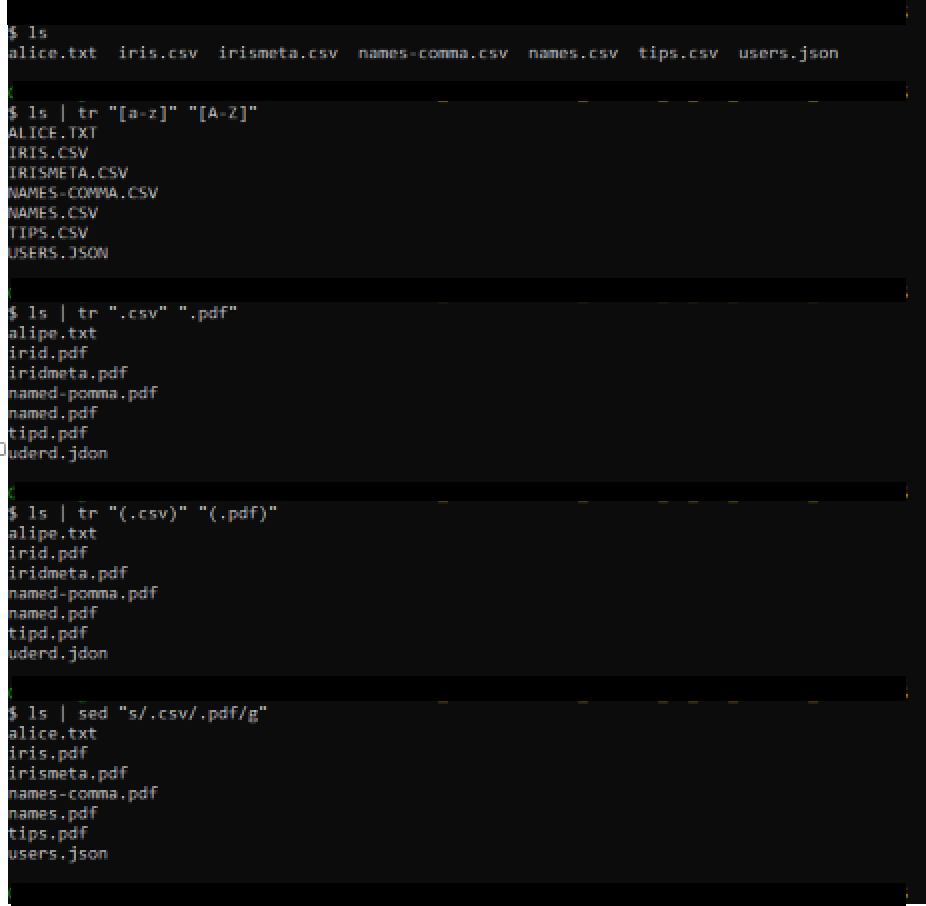 $ ls
alice.txt  iris.csv  irismeta.csv  names-comma.csv  names.csv  tips.csv  users.json
$ ls | tr "[a-z]" "[A-Z]"
ALICE.TXT
IRIS.CSV
IRISMETA.CSV
NAMES-COMMA.CSV
NAMES.CSV
TIPS.CSV
USERS.JSON
$ ls | tr ".csv" ".pdf"
alipe.txt
irid.pdf
iridmeta.pdf
named-pomma.pdf
named.pdf
tipd.pdf
uderd.jdon
$ ls | tr "(.csv)" "(.pdf)"
alipe.txt
irid.pdf
iridmeta.pdf
named-pomma.pdf
named.pdf
tipd.pdf
uderd.jdon
$ ls | sed "s/.csv/.pdf/g"
alice.txt
iris.pdf
irismeta.pdf
names-comma.pdf
names.pdf
tips.pdf
users.json